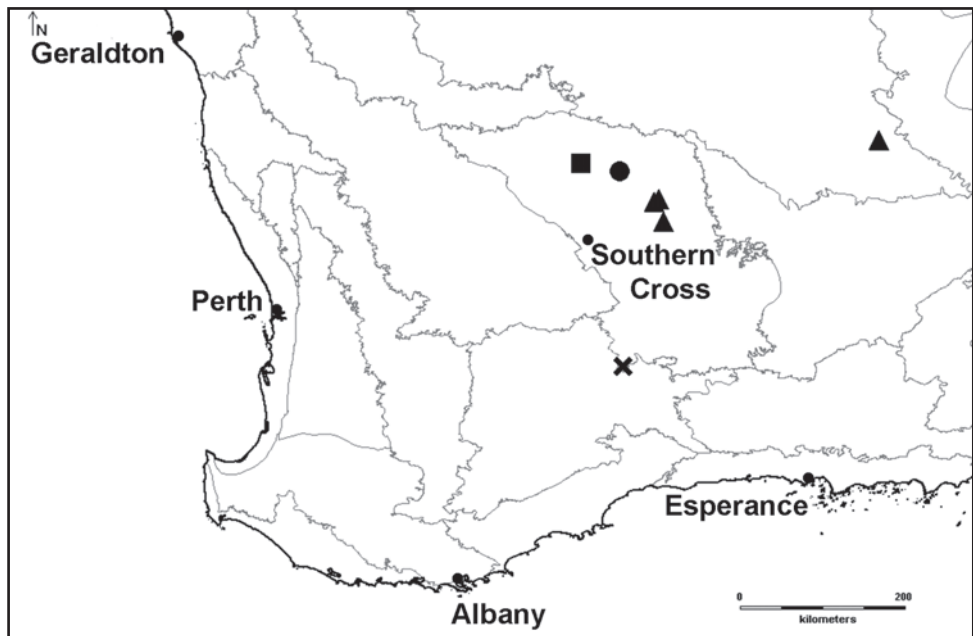 N
Geraldton
Southern
Cross
Perth
Esperance
Albany
0 200
kilometers